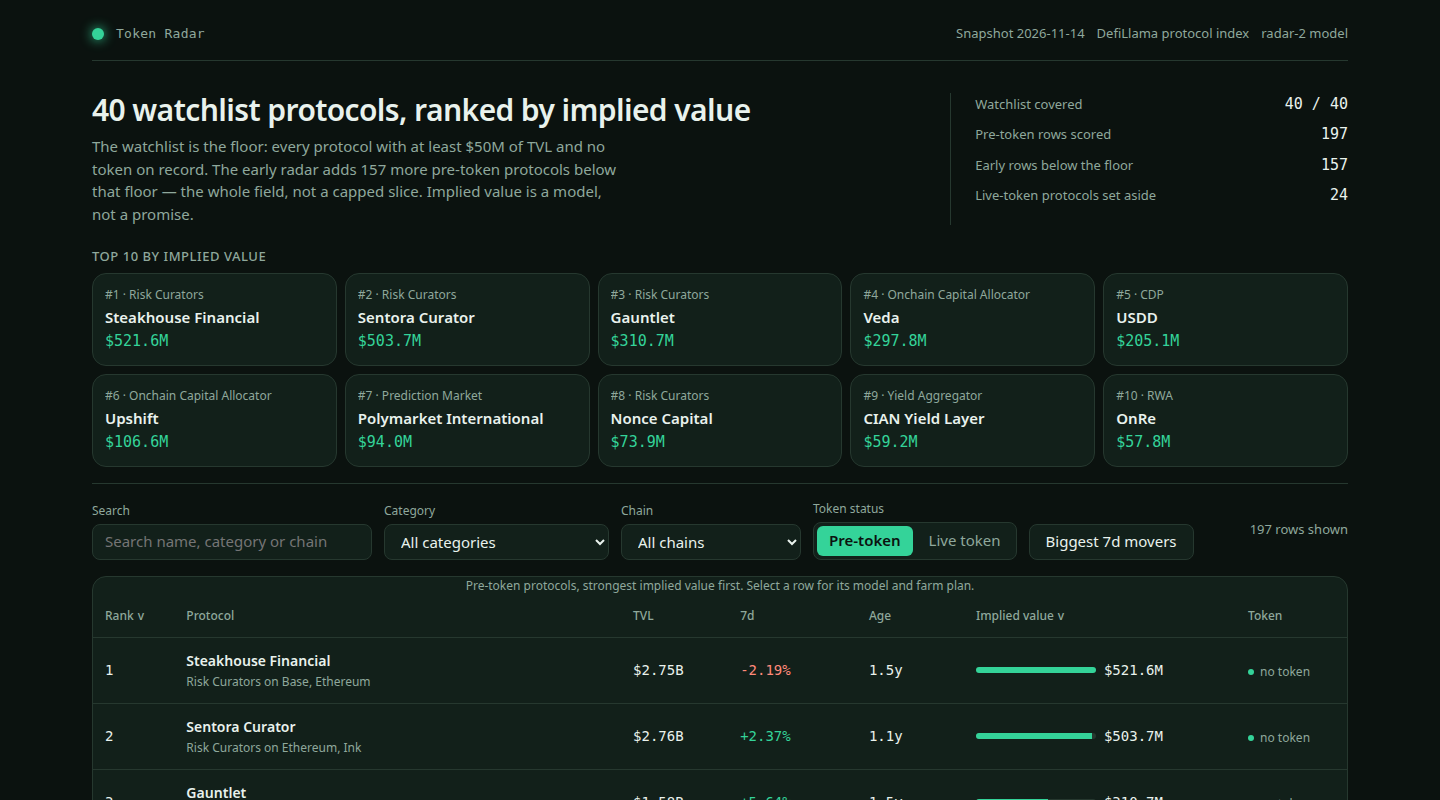 Token Radar
Snapshot 2026-11-14 DefiLlama protocol index radar-2 model
40 watchlist protocols, ranked by implied value
The watchlist is the floor: every protocol with at least $50M of TVL and no
token on record. The early radar adds 157 more pre-token protocols below
that floor — the whole field, not a capped slice. Implied value is a model,
not a promise.
Watchlist covered 40 / 40
Pre-token rows scored 197
Early rows below the floor 157
Live-token protocols set aside 24
TOP 10 BY IMPLIED VALUE
#1 · Risk Curators
Steakhouse Financial
$521.6M
#2 · Risk Curators
Sentora Curator
$503.7M
#3 · Risk Curators
Gauntlet
$310.7M
#4 · Onchain Capital Allocator
Veda
$297.8M
#5 · CDP
USDD
$205.1M
#6 · Onchain Capital Allocator
Upshift
$106.6M
#7 · Prediction Market
Polymarket International
$94.0M
#8 · Risk Curators
Nonce Capital
$73.9M
#9 · Yield Aggregator
CIAN Yield Layer
$59.2M
#10 · RWA
OnRe
$57.8M
Search
Search name, category or chain
Category
All categories
Chain
All chains
Token status
Pre-token Live token
Biggest 7d movers
197 rows shown
Pre-token protocols, strongest implied value first. Select a row for its model and farm plan.
Rank v Protocol TVL 7d Age Implied value v Token
1 Steakhouse Financial $2.75B -2.19% 1.5y $521.6M no token
Risk Curators on Base, Ethereum
2 Sentora Curator $2.76B +2.37% 1.1y $503.7M no token
Risk Curators on Ethereum, Ink
Gauntlet